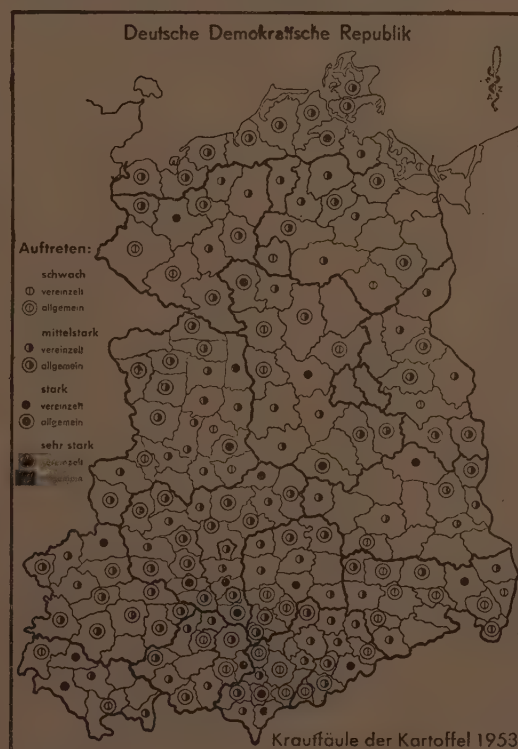 Deutsche Demokratische Republik
Auftreten:
schwach
vereinzelt
allgemein
mittelstark
vereinzelt
allgemein
stark
vereinzelt
allgemein
sehr stark
vereinzelt
Krautfäule der Kartoffel 1953